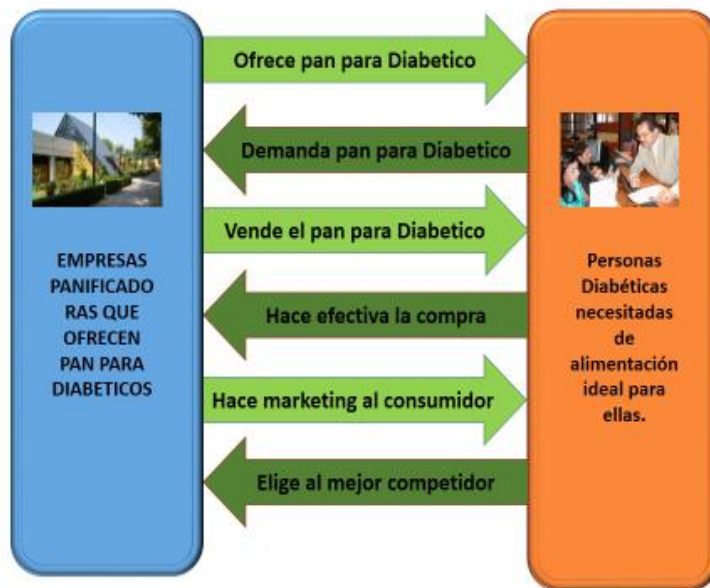 Ofrece pan para Diabetico
Demanda pan para Diabetico
Vende el pan para Diabetico
Hace efectiva la compra
Hace marketing al consumidor
Elige al mejor competidor
EMPRESAS
PANIFICADO
RAS QUE
OFRECEN
PAN PARA
DIABETICOS
Personas
Diabéticas
necesitadas
de
alimentación
ideal para
ellas.